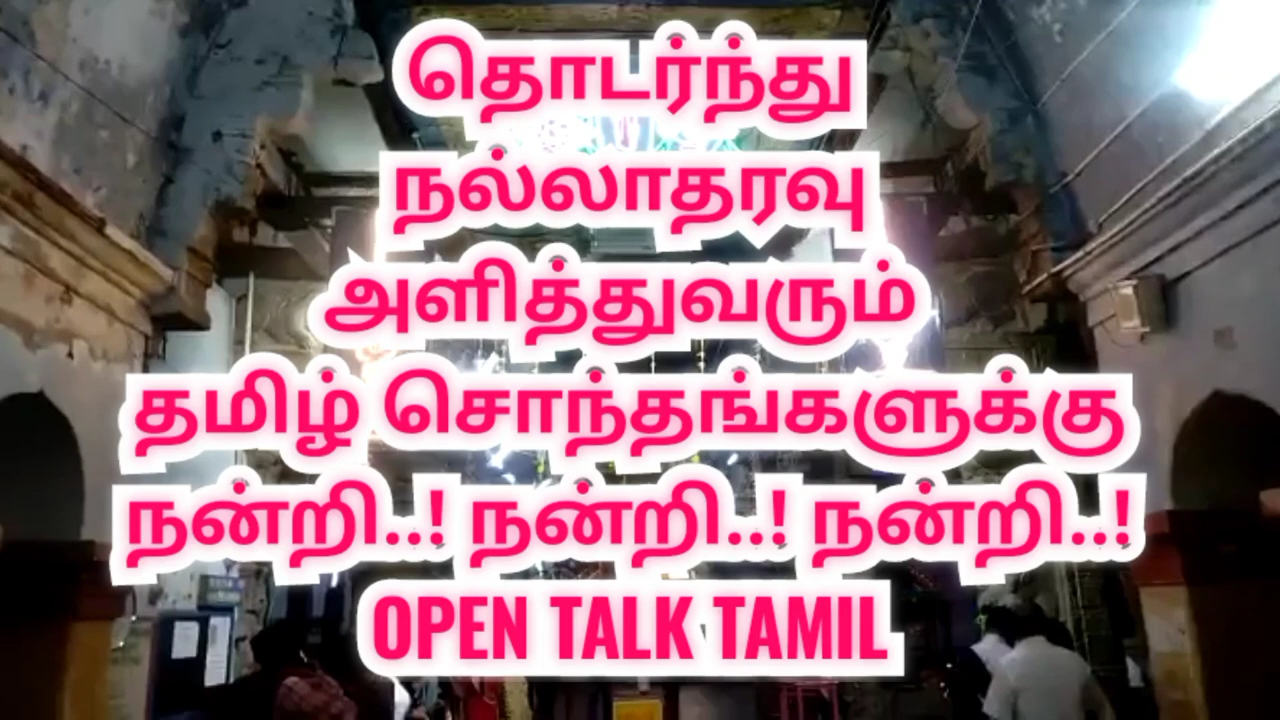 தொடர்ந்து
நல்லாதரவு
அளித்துவரும்
தமிழ் சொந்தங்களுக்கு
நன்றி..! நன்றி..! நன்றி..!
OPEN TALK TAMIL